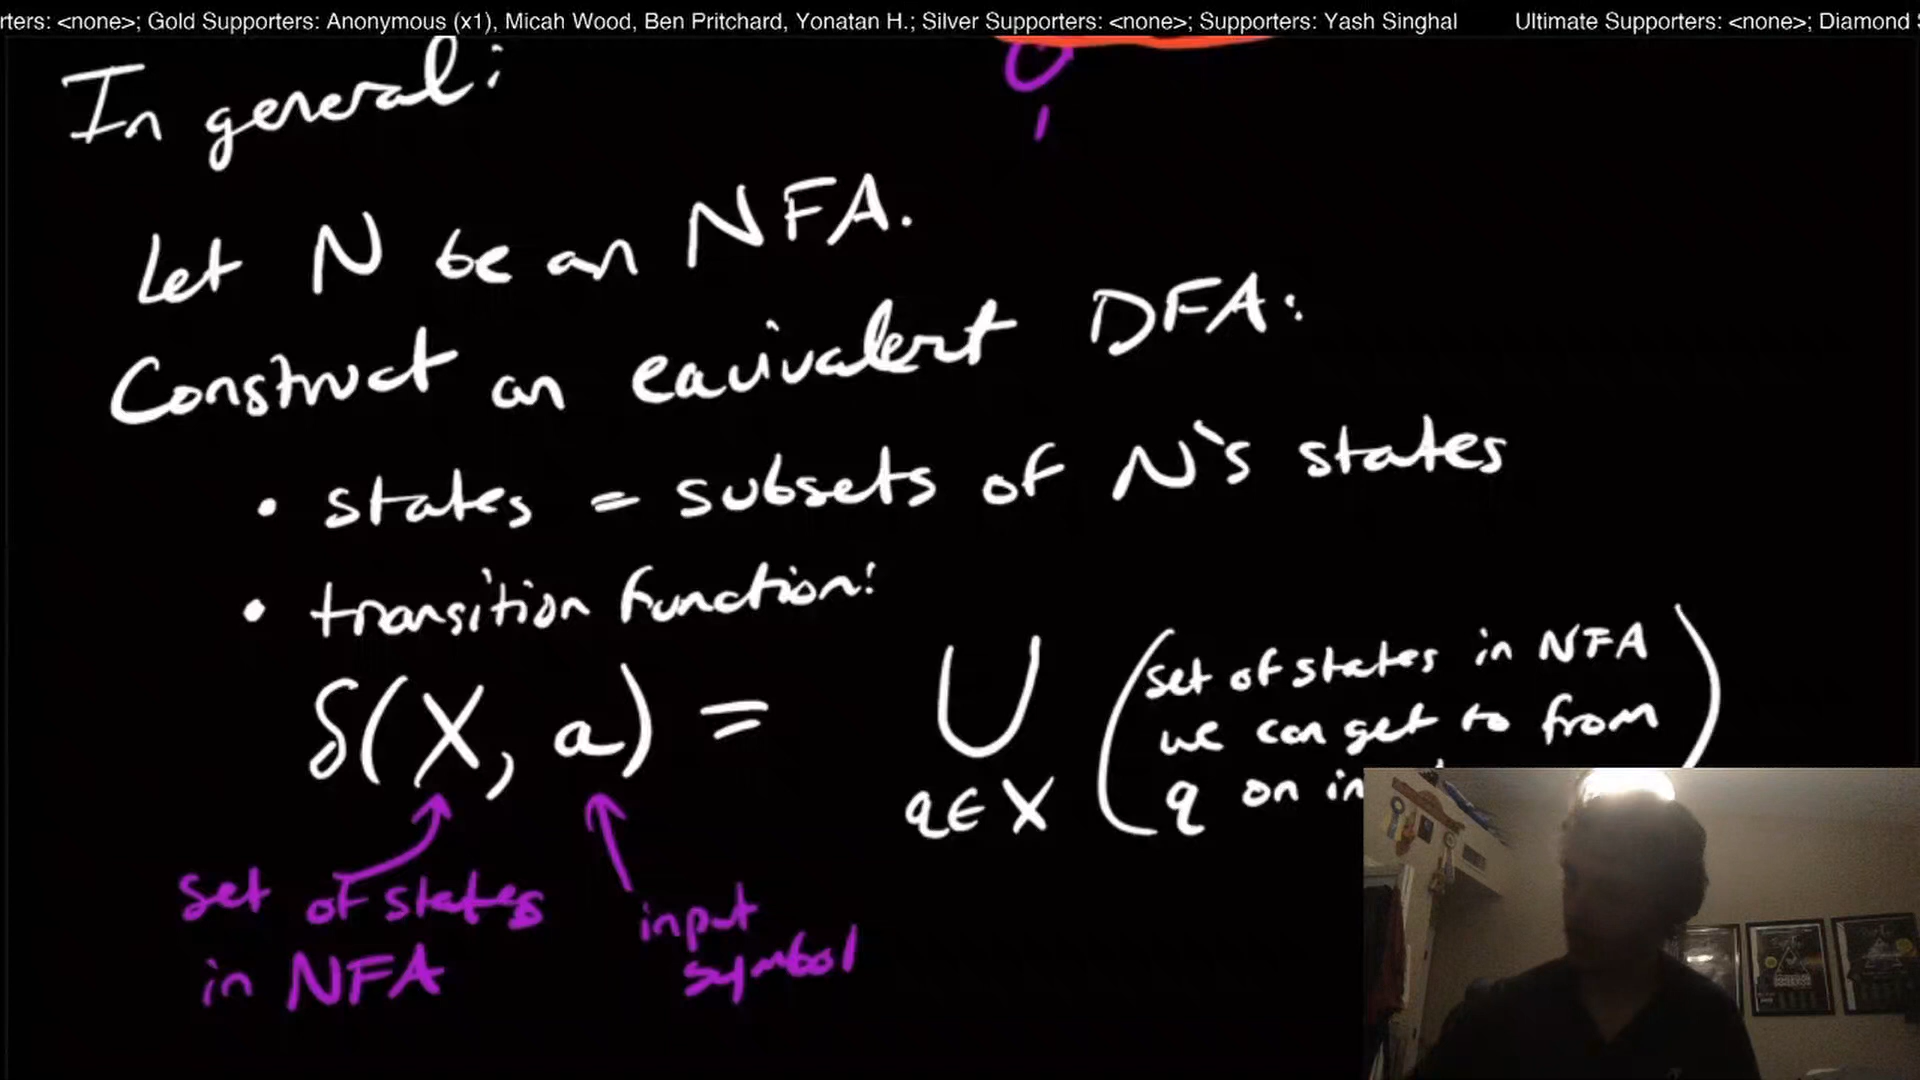 rters: <none>; Gold Supporters: Anonymous (x1), Micah Wood, Ben Pritchard, Yonatan H.; Silver Supporters: <none>; Supporters: Yash Singhal Ultimate Supporters: <none>; Diamond S
In general:
Let N be an NFA.
Construct an equivalent DFA:
• states = subsets of N's states
• transition function:
δ(X, a) = ⋃ q∈X (set of states in NFA
we can get to from
q on in
set of states
in NFA
input
symbol